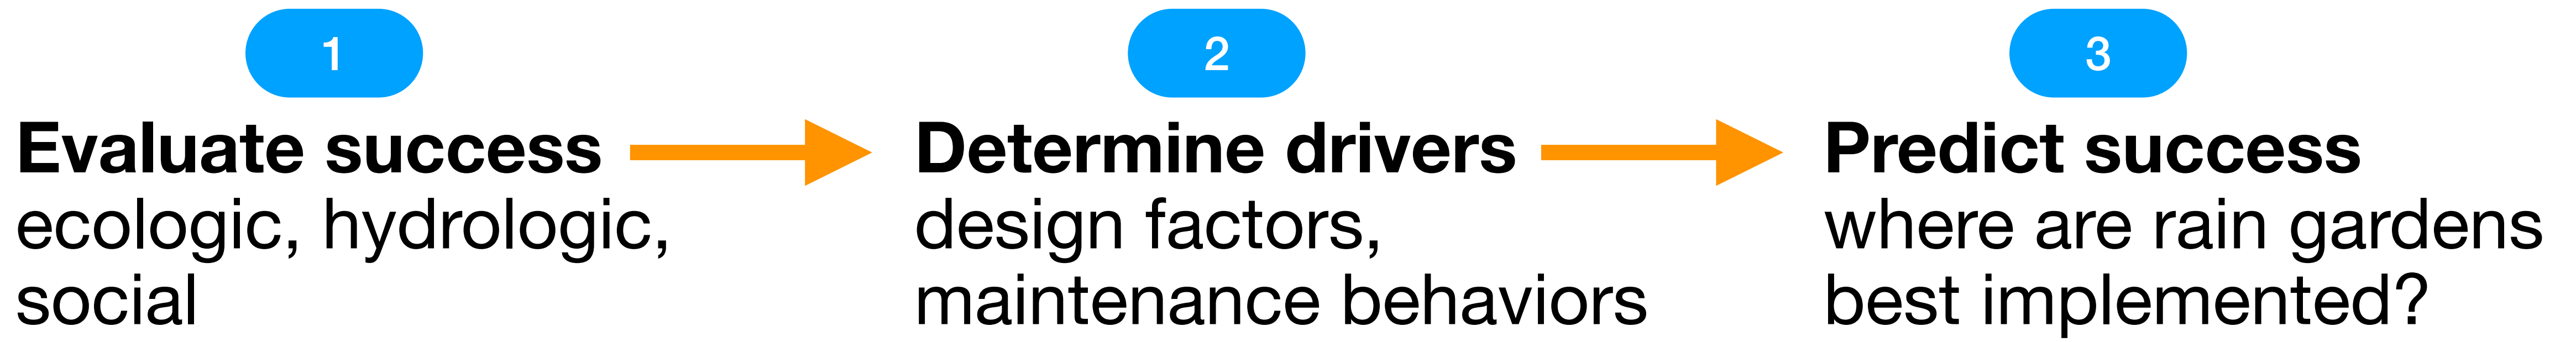 1
Evaluate success
ecologic, hydrologic,
social
2
Determine drivers
design factors,
maintenance behaviors
3
Predict success
where are rain gardens
best implemented?